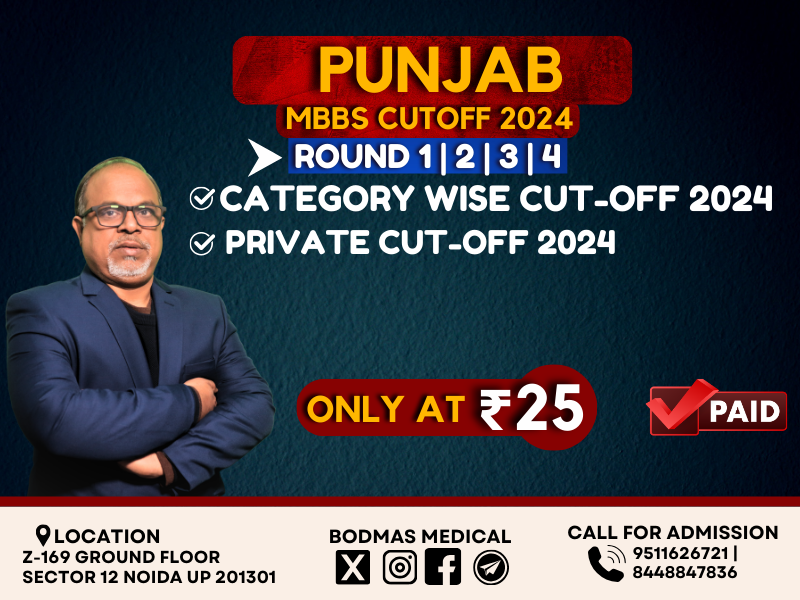 PUNJAB
MBBS CUTOFF 2024
ROUND 1 | 2 | 3 | 4
CATEGORY WISE CUT-OFF 2024
PRIVATE CUT-OFF 2024
ONLY AT ₹25
PAID
LOCATION
Z-169 GROUND FLOOR
SECTOR 12 NOIDA UP 201301
BODMAS MEDICAL
CALL FOR ADMISSION
9511626721 |
8448847836